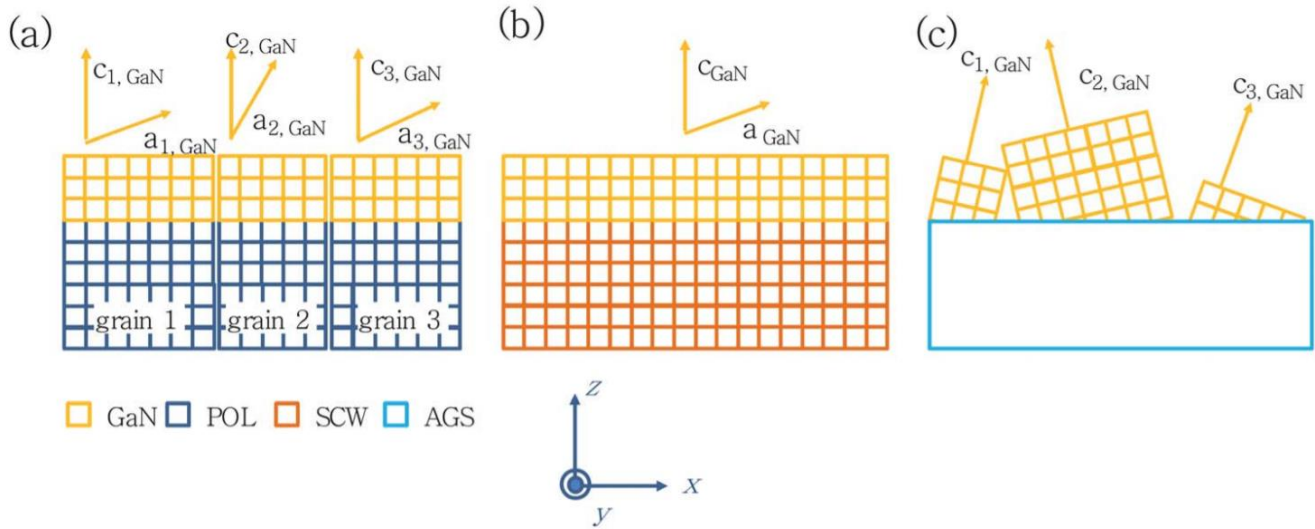 (a)
c1, GaN
a1, GaN
c2, GaN
a2, GaN
c3, GaN
a3, GaN
grain 1
grain 2
grain 3
(b)
cGaN
a GaN
(c)
c1, GaN
c2, GaN
c3, GaN
GaN POL SCW AGS
z
x
y